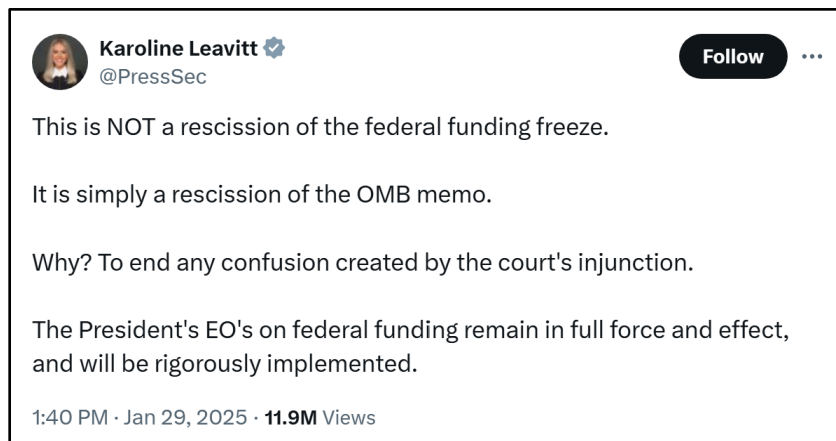 Karoline Leavitt
@PressSec
Follow
This is NOT a rescission of the federal funding freeze.
It is simply a rescission of the OMB memo.
Why? To end any confusion created by the court's injunction.
The President's EO's on federal funding remain in full force and effect,
and will be rigorously implemented.
1:40 PM · Jan 29, 2025 · 11.9M Views